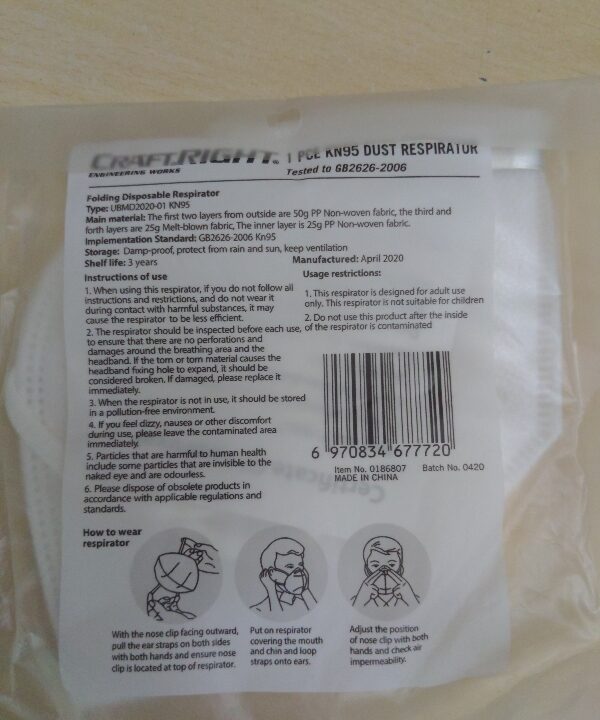 CRAFTRIGHT®
ENGINEERING WORKS
1 PCE KN95 DUST RESPIRATOR
Tested to GB2626-2006
Folding Disposable Respirator
Type: UBMD2020-01 KN95
Main material: The first two layers from outside are 50g PP Non-woven fabric, the third and
forth layers are 25g Melt-blown fabric, The inner layer is 25g PP Non-woven fabric.
Implementation Standard: GB2626-2006 Kn95
Storage: Damp-proof, protect from rain and sun, keep ventilation
Shelf life: 3 years
Manufactured: April 2020
Instructions of use
1. When using this respirator, if you do not follow all
instructions and restrictions, and do not wear it
during contact with harmful substances, it may
cause the respirator to be less efficient.
2. The respirator should be inspected before each use,
to ensure that there are no perforations and
damages around the breathing area and the
headband. If the torn or torn material causes the
headband fixing hole to expand, it should be
considered broken. If damaged, please replace it
immediately.
3. When the respirator is not in use, it should be stored
in a pollution-free environment.
4. If you feel dizzy, nausea or other discomfort
during use, please leave the contaminated area
immediately.
5. Particles that are harmful to human health
include some particles that are invisible to the
naked eye and are odourless.
6. Please dispose of obsolete products in
accordance with applicable regulations and
standards.
Usage restrictions:
1. This respirator is designed for adult use
only. This respirator is not suitable for children
2. Do not use this product after the inside
of the respirator is contaminated
6 970834 677720
Item No. 0186807 Batch No. 0420
MADE IN CHINA
Certificate
How to wear
respirator
With the nose clip facing outward,
pull the ear straps on both sides
with both hands and ensure nose
clip is located at top of respirator.
Put on respirator
covering the mouth
and chin and loop
straps onto ears.
Adjust the position
of nose clip with both
hands and check air
impermeability.